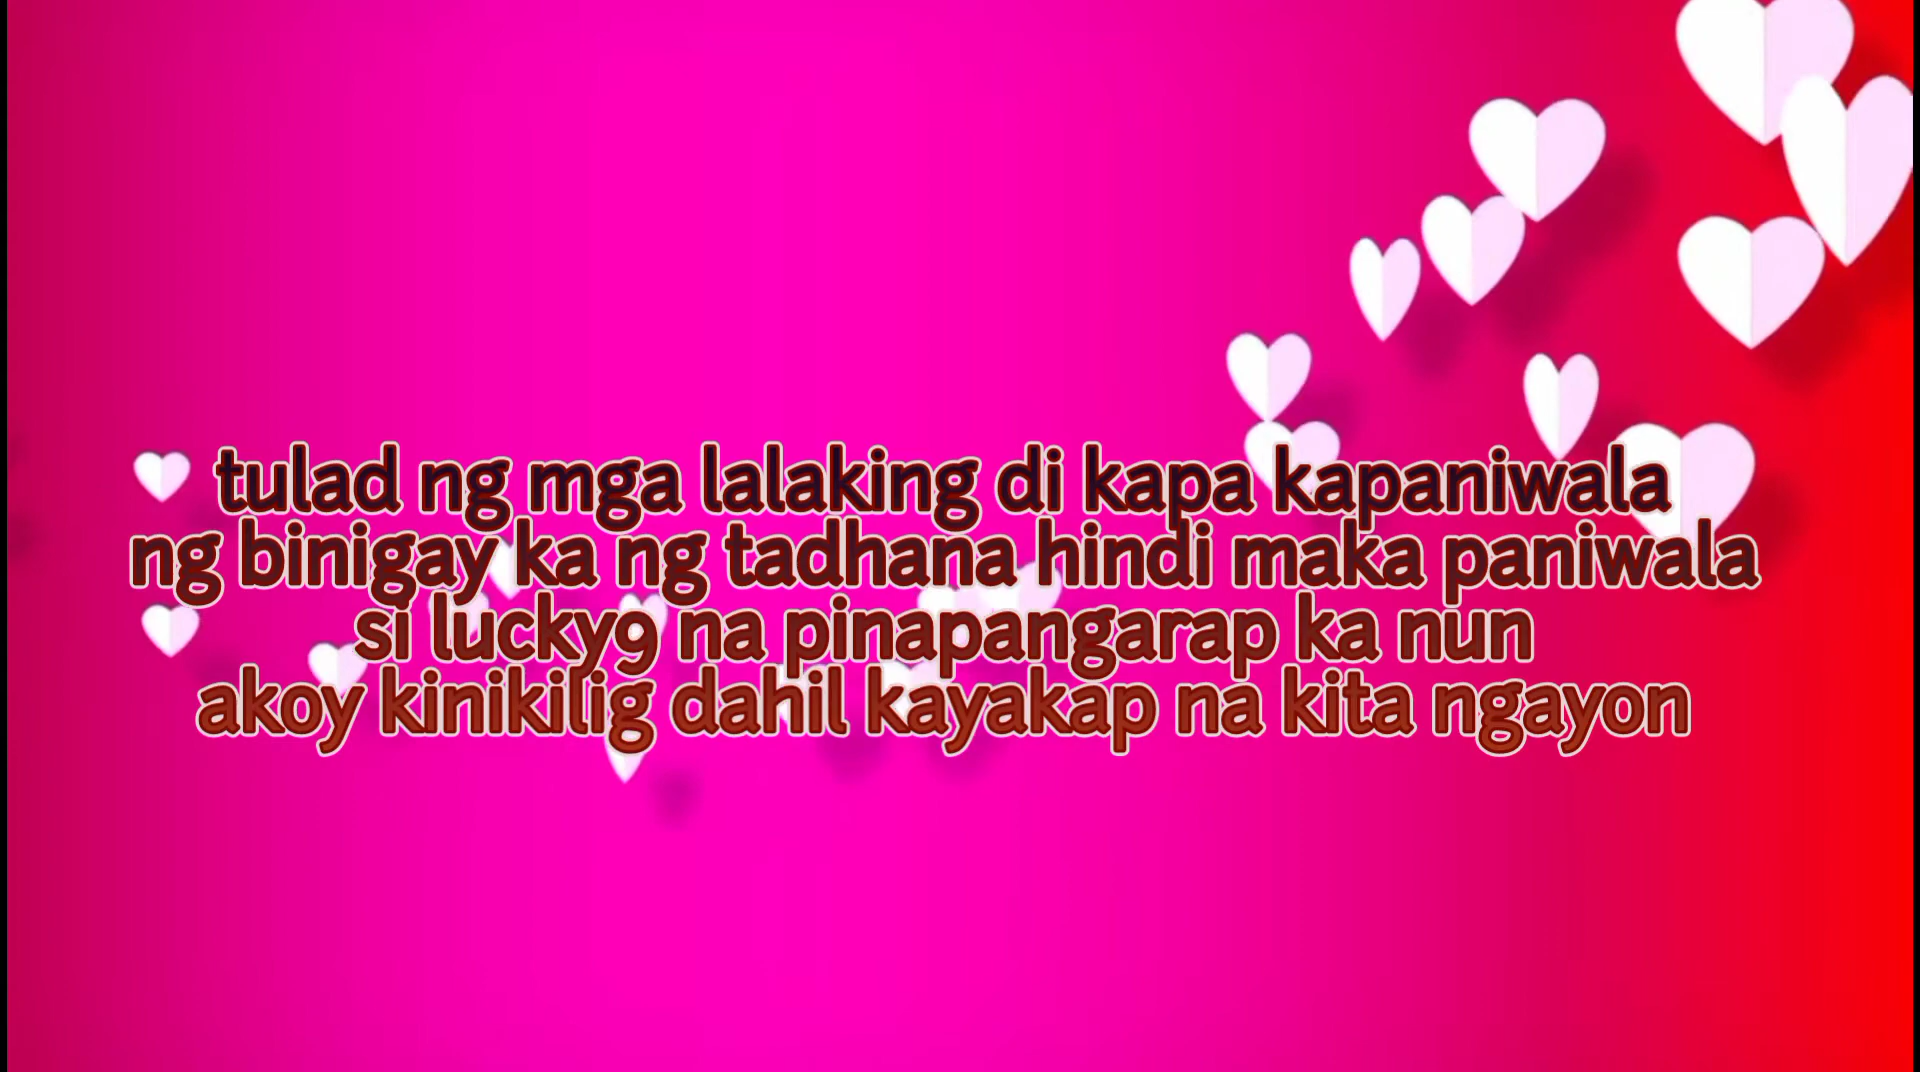 tulad ng mga lalaking di kapa kapaniwala
ng binigay ka ng tadhana hindi maka paniwala
si lucky9 na pinapangarap ka nun
akoy kinikilig dahil kayakap na kita ngayon